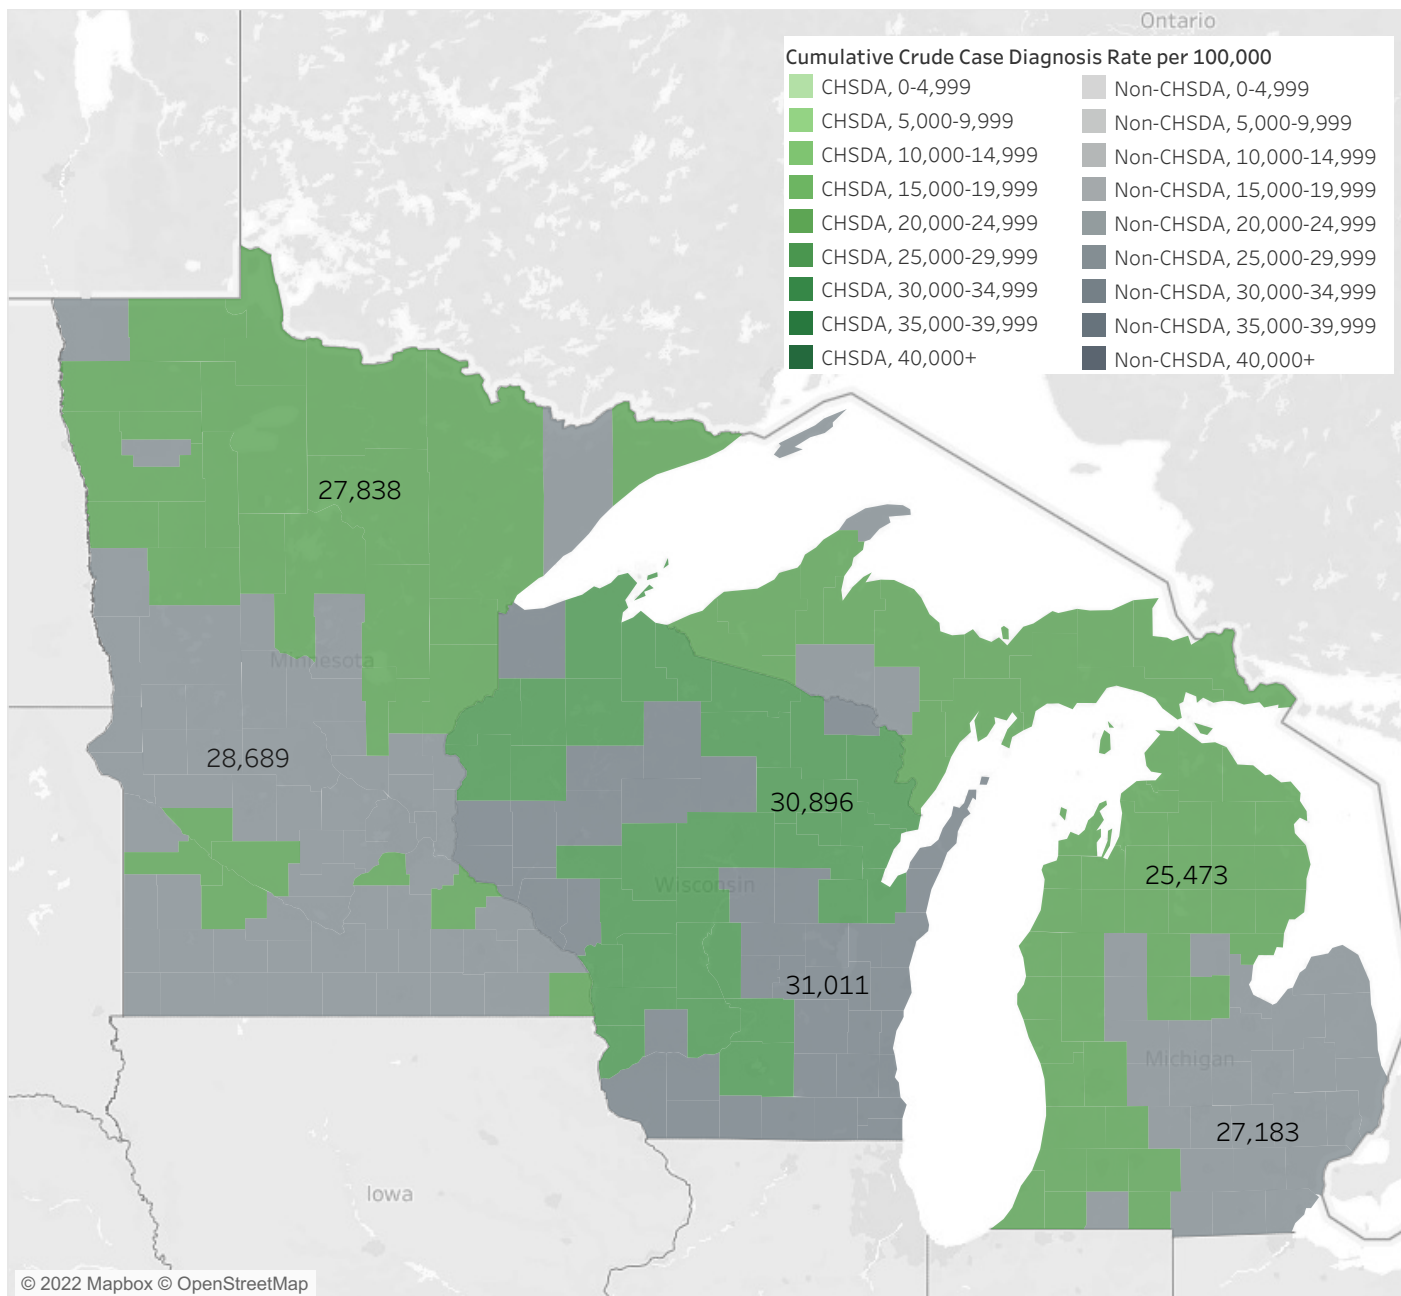 Ontario
Cumulative Crude Case Diagnosis Rate per 100,000
CHSDA, 0-4,999
CHSDA, 5,000-9,999
CHSDA, 10,000-14,999
CHSDA, 15,000-19,999
CHSDA, 20,000-24,999
CHSDA, 25,000-29,999
CHSDA, 30,000-34,999
CHSDA, 35,000-39,999
CHSDA, 40,000+
Non-CHSDA, 0-4,999
Non-CHSDA, 5,000-9,999
Non-CHSDA, 10,000-14,999
Non-CHSDA, 15,000-19,999
Non-CHSDA, 20,000-24,999
Non-CHSDA, 25,000-29,999
Non-CHSDA, 30,000-34,999
Non-CHSDA, 35,000-39,999
Non-CHSDA, 40,000+
27,838
Minnesota
28,689
30,896
Wisconsin
25,473
31,011
Michigan
27,183
Iowa
© 2022 Mapbox © OpenStreetMap